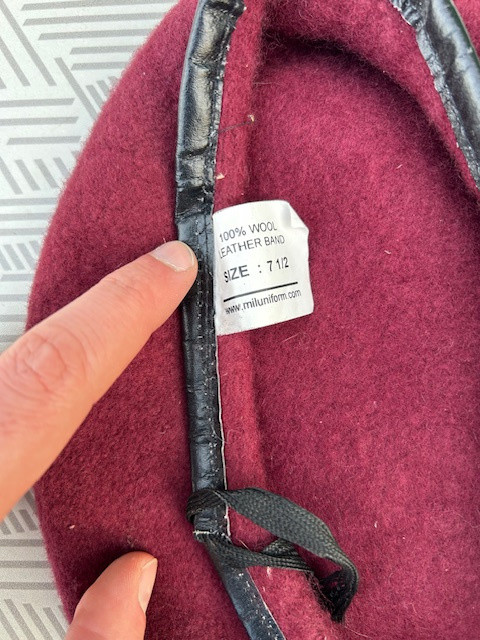 100% WOOL
LEATHER BAND
SIZE : 7 1/2
www.miluniform.com